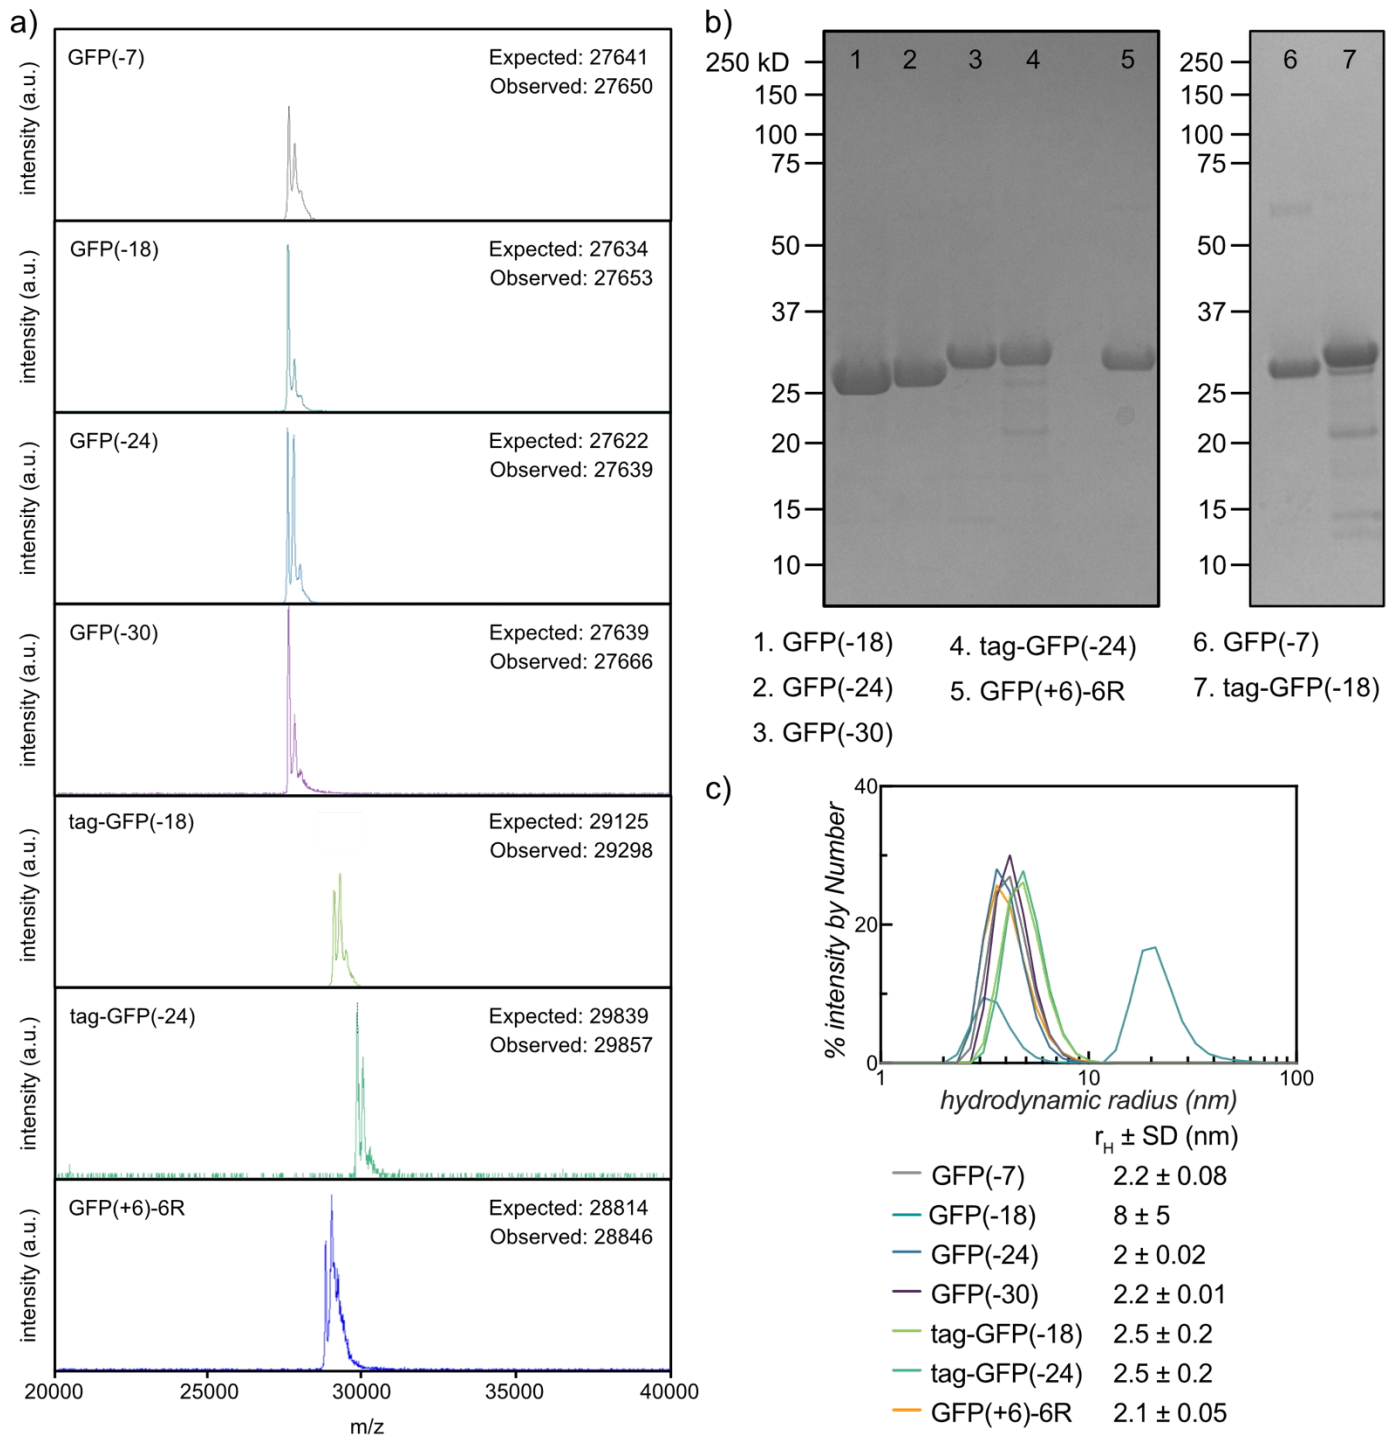 a)
GFP(-7)
Expected: 27641
Observed: 27650
intensity (a.u.)
GFP(-18)
Expected: 27634
Observed: 27653
intensity (a.u.)
GFP(-24)
Expected: 27622
Observed: 27639
intensity (a.u.)
GFP(-30)
Expected: 27639
Observed: 27666
intensity (a.u.)
tag-GFP(-18)
Expected: 29125
Observed: 29298
intensity (a.u.)
tag-GFP(-24)
Expected: 29839
Observed: 29857
intensity (a.u.)
GFP(+6)-6R
Expected: 28814
Observed: 28846
intensity (a.u.)
20000 25000 30000 35000 40000
m/z
b)
1 2 3 4 5
250 kD
150
100
75
50
37
25
20
15
10
6 7
250
150
100
75
50
37
25
20
15
10
1. GFP(-18)
2. GFP(-24)
3. GFP(-30)
4. tag-GFP(-24)
5. GFP(+6)-6R
6. GFP(-7)
7. tag-GFP(-18)
c)
40
20
0
% intensity by Number
1 10 100
hydrodynamic radius (nm)
rH ± SD (nm)
GFP(-7) 2.2 ± 0.08
GFP(-18) 8 ± 5
GFP(-24) 2 ± 0.02
GFP(-30) 2.2 ± 0.01
tag-GFP(-18) 2.5 ± 0.2
tag-GFP(-24) 2.5 ± 0.2
GFP(+6)-6R 2.1 ± 0.05